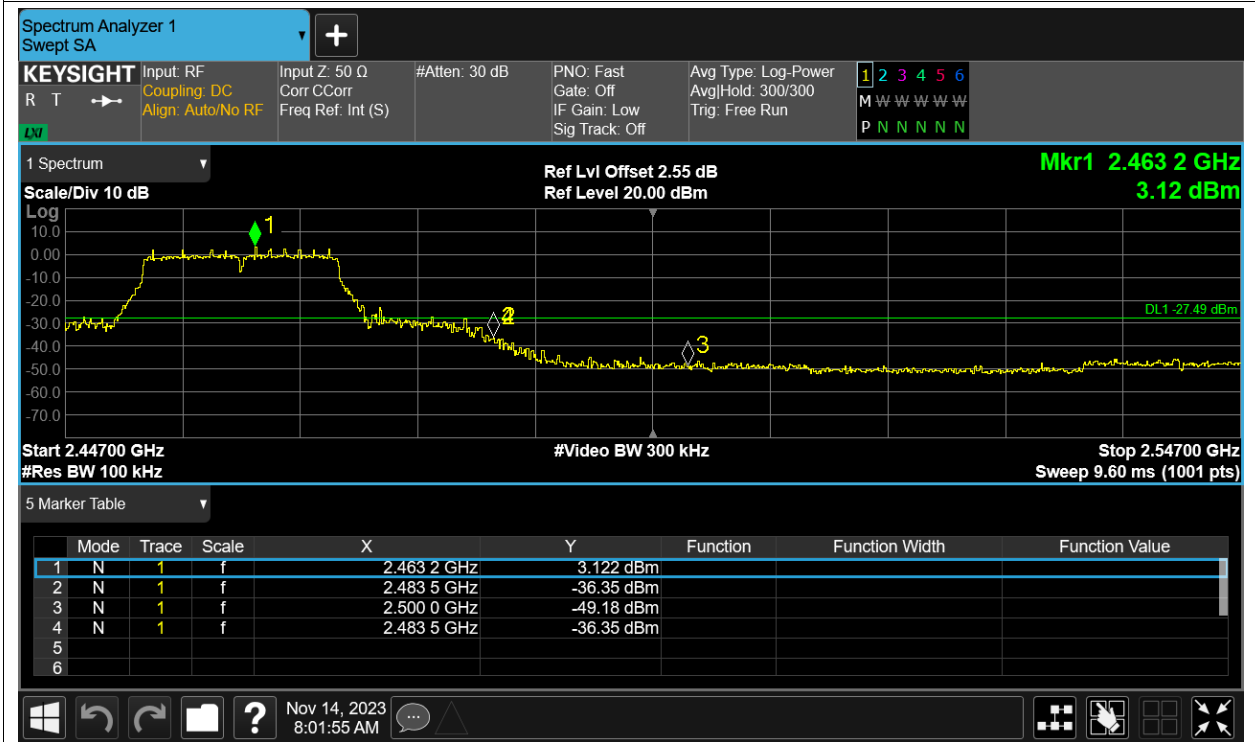 Spectrum Analyzer 1
Swept SA
+
KEYSIGHT Input: RF Input Z: 50 Ω #Atten: 30 dB PNO: Fast Avg Type: Log-Power 1 2 3 4 5 6
R T Coupling: DC Corr CCorr Gate: Off Avg|Hold: 300/300 M W W W W W
Align: Auto/No RF Freq Ref: Int (S) IF Gain: Low Trig: Free Run
LXI Sig Track: Off P N N N N N
1 Spectrum Ref Lvl Offset 2.55 dB Mkr1 2.463 2 GHz
Scale/Div 10 dB Ref Level 20.00 dBm 3.12 dBm
Log
1
10.0
0.00
-10.0
-20.0
DL1 -27.49 dBm
2
-30.0
3
-40.0
-50.0
-60.0
-70.0
Start 2.44700 GHz #Video BW 300 kHz Stop 2.54700 GHz
#Res BW 100 kHz Sweep 9.60 ms (1001 pts)
5 Marker Table
Mode Trace Scale X Y Function Function Width Function Value
1 N 1 f 2.463 2 GHz 3.122 dBm
2 N 1 f 2.483 5 GHz -36.35 dBm
3 N 1 f 2.500 0 GHz -49.18 dBm
4 N 1 f 2.483 5 GHz -36.35 dBm
5
6
? Nov 14, 2023
8:01:55 AM